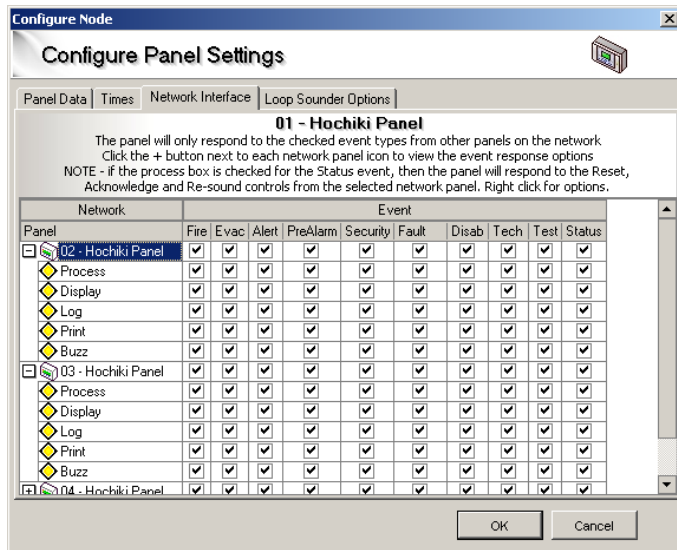 Configure Node
Configure Panel Settings
Panel Data Times Network Interface Loop Sounder Options
01 - Hochiki Panel
The panel will only respond to the checked event types from other panels on the network
Click the + button next to each network panel icon to view the event response options
NOTE - if the process box is checked for the Status event, then the panel will respond to the Reset,
Acknowledge and Re-sound controls from the selected network panel. Right click for options.
Network Event
Panel Fire Evac Alert PreAlarm Security Fault Disab Tech Test Status
02 - Hochiki Panel
Process
Display
Log
Print
Buzz
03 - Hochiki Panel
Process
Display
Log
Print
Buzz
04 - Hochiki Panel
OK Cancel